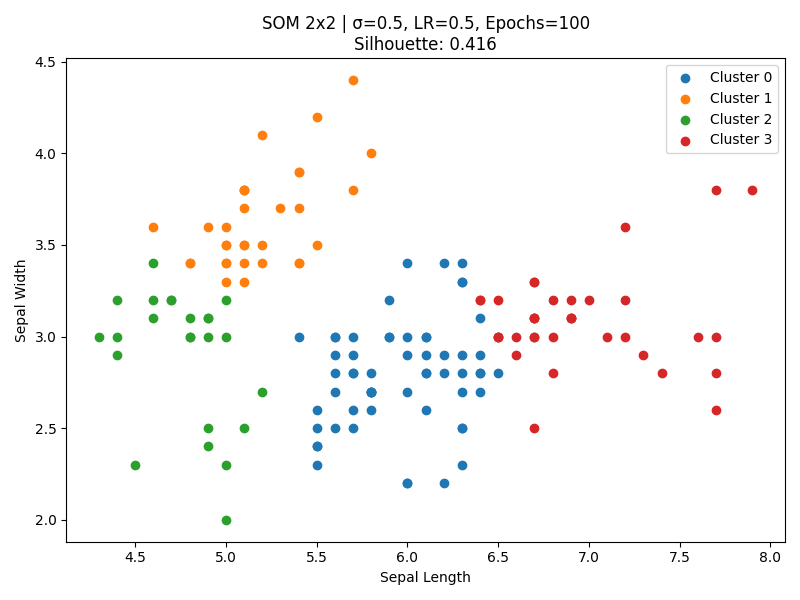 SOM 2x2 | σ=0.5, LR=0.5, Epochs=100
Silhouette: 0.416
Cluster 0
Cluster 1
Cluster 2
Cluster 3
Sepal Width
4.5
4.0
3.5
3.0
2.5
2.0
4.5 5.0 5.5 6.0 6.5 7.0 7.5 8.0
Sepal Length